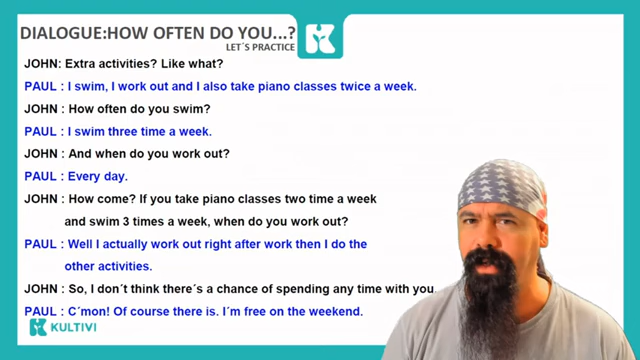 DIALOGUE:HOW OFTEN DO YOU...?
LET´S PRACTICE
JOHN: Extra activities? Like what?
PAUL : I swim, I work out and I also take piano classes twice a week.
JOHN : How often do you swim?
PAUL : I swim three time a week.
JOHN : And when do you work out?
PAUL : Every day.
JOHN : How come? If you take piano classes two time a week
and swim 3 times a week, when do you work out?
PAUL : Well I actually work out right after work then I do the
other activities.
JOHN : So, I don´t think there´s a chance of spending any time with you.
PAUL : C´mon! Of course there is. I´m free on the weekend.
KULTIVI